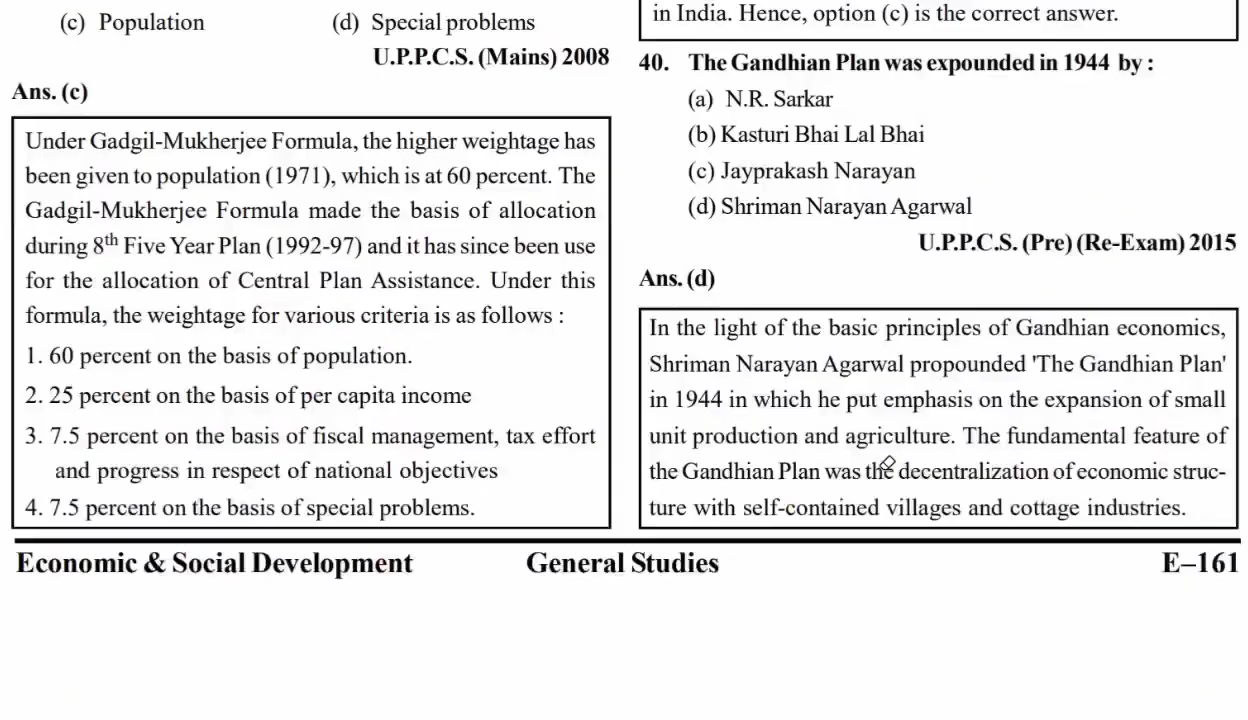 (c) Population (d) Special problems
U.P.P.C.S. (Mains) 2008
Ans. (c)
Under Gadgil-Mukherjee Formula, the higher weightage has
been given to population (1971), which is at 60 percent. The
Gadgil-Mukherjee Formula made the basis of allocation
during 8th Five Year Plan (1992-97) and it has since been use
for the allocation of Central Plan Assistance. Under this
formula, the weightage for various criteria is as follows :
1. 60 percent on the basis of population.
2. 25 percent on the basis of per capita income
3. 7.5 percent on the basis of fiscal management, tax effort
and progress in respect of national objectives
4. 7.5 percent on the basis of special problems.
in India. Hence, option (c) is the correct answer.
40. The Gandhian Plan was expounded in 1944 by :
(a) N.R. Sarkar
(b) Kasturi Bhai Lal Bhai
(c) Jayprakash Narayan
(d) Shriman Narayan Agarwal
U.P.P.C.S. (Pre) (Re-Exam) 2015
Ans. (d)
In the light of the basic principles of Gandhian economics,
Shriman Narayan Agarwal propounded 'The Gandhian Plan'
in 1944 in which he put emphasis on the expansion of small
unit production and agriculture. The fundamental feature of
the Gandhian Plan was the decentralization of economic struc-
ture with self-contained villages and cottage industries.
Economic & Social Development General Studies E–161